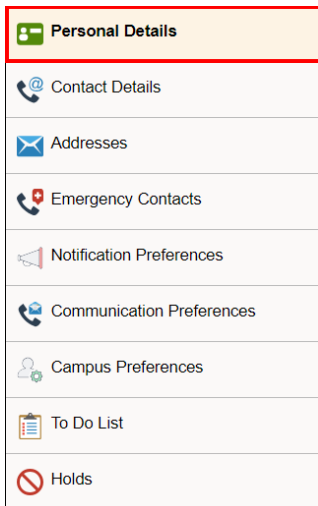 Personal Details
Contact Details
Addresses
Emergency Contacts
Notification Preferences
Communication Preferences
Campus Preferences
To Do List
Holds